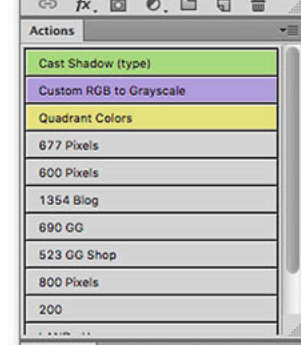 fx
Actions
Cast Shadow (type)
Custom RGB to Grayscale
Quadrant Colors
677 Pixels
600 Pixels
1354 Blog
690 GG
523 GG Shop
800 Pixels
200